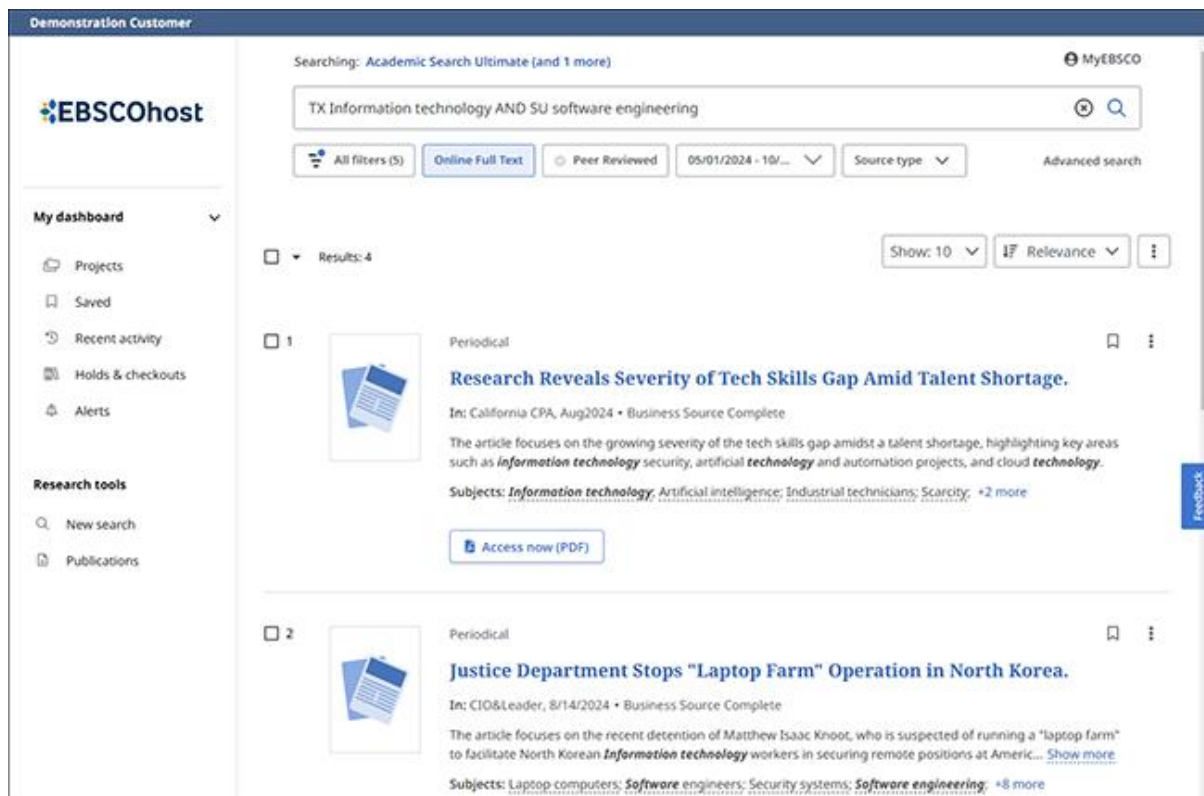 Demonstration Customer
Searching: Academic Search Ultimate (and 1 more)
MyEBSCO
EBSCOhost
TX Information technology AND SU software engineering
All filters (5)
Online Full Text
Peer Reviewed
05/01/2024 - 10/...
Source type
Advanced search
My dashboard
Projects
Saved
Recent activity
Holds & checkouts
Alerts
Research tools
New search
Publications
Results: 4
Show: 10
Relevance
1
Periodical
Research Reveals Severity of Tech Skills Gap Amid Talent Shortage.
In: California CPA, Aug2024 • Business Source Complete
The article focuses on the growing severity of the tech skills gap amidst a talent shortage, highlighting key areas
such as information technology security, artificial technology and automation projects, and cloud technology.
Subjects: Information technology; Artificial intelligence; Industrial technicians; Scarcity; +2 more
Access now (PDF)
Feedback
2
Periodical
Justice Department Stops "Laptop Farm" Operation in North Korea.
In: CIO&Leader, 8/14/2024 • Business Source Complete
The article focuses on the recent detention of Matthew Isaac Knoot, who is suspected of running a "laptop farm"
to facilitate North Korean Information technology workers in securing remote positions at Americ... Show more
Subjects: Laptop computers; Software engineers; Security systems; Software engineering; +8 more